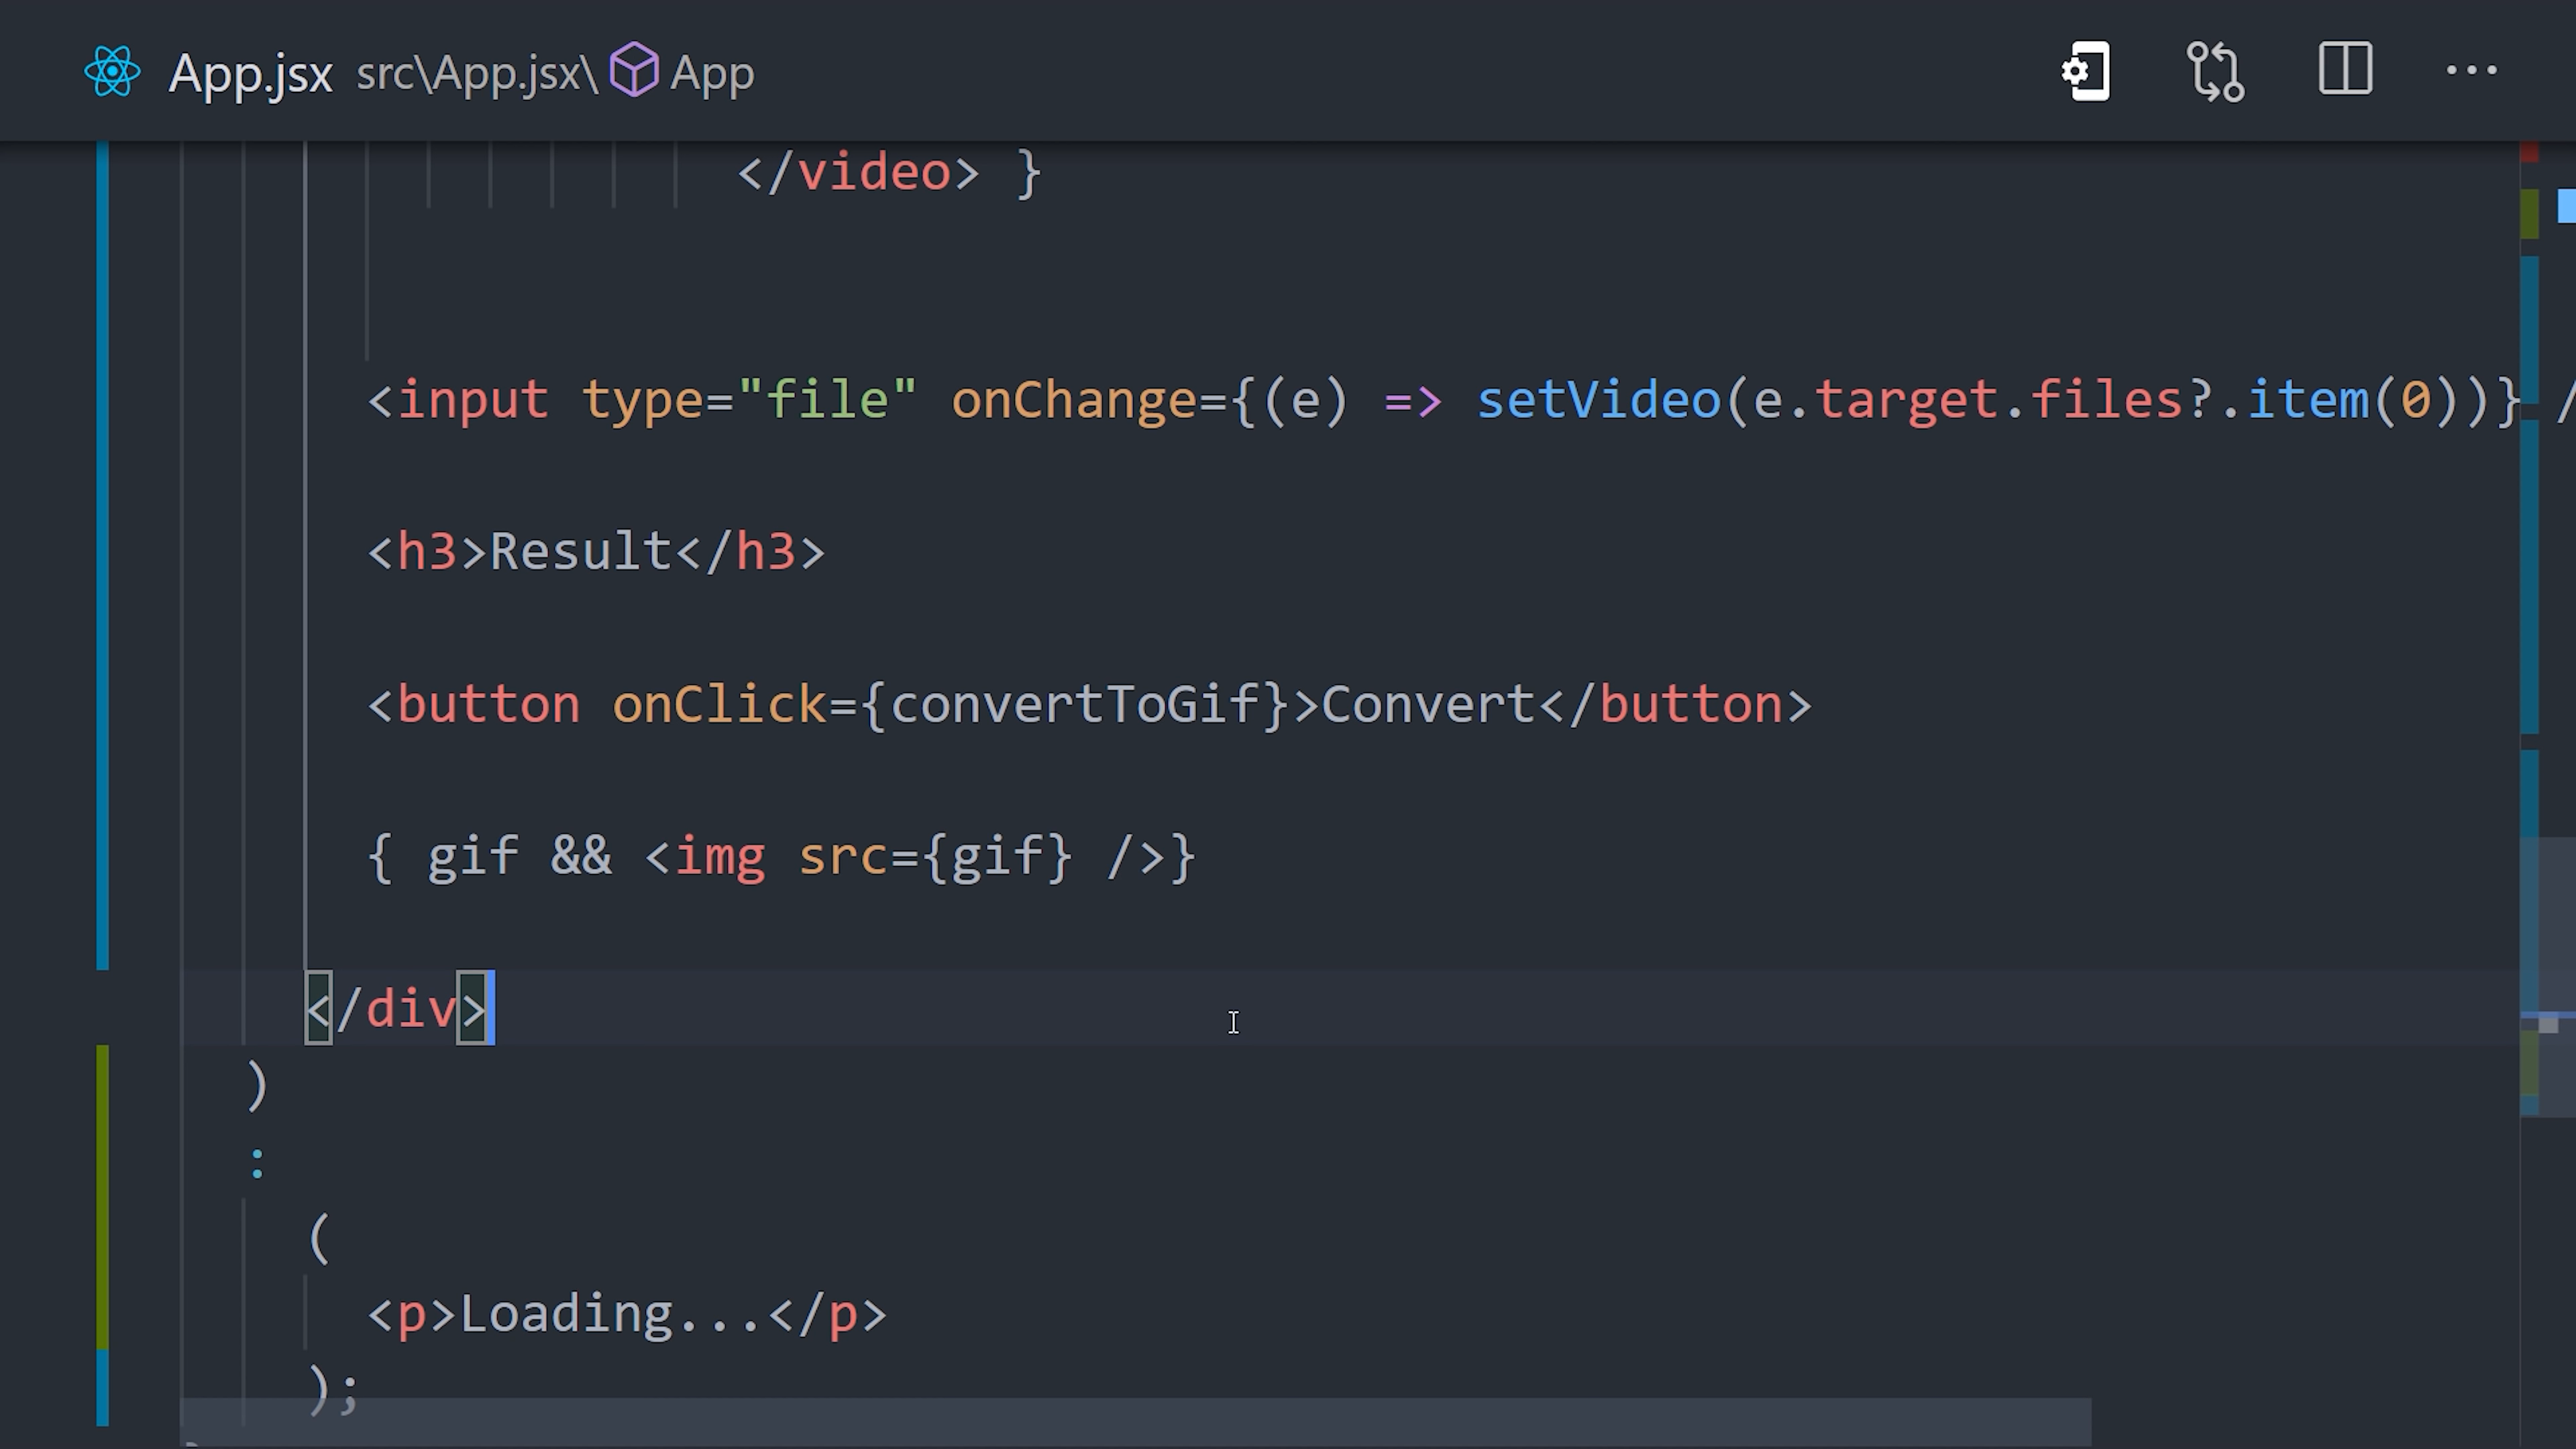 App.jsx src\App.jsx\ App
</video> }
<input type="file" onChange={(e) => setVideo(e.target.files?.item(0))} /
<h3>Result</h3>
<button onClick={convertToGif}>Convert</button>
{ gif && <img src={gif} />}
</div>
)
:
(
<p>Loading...</p>
);